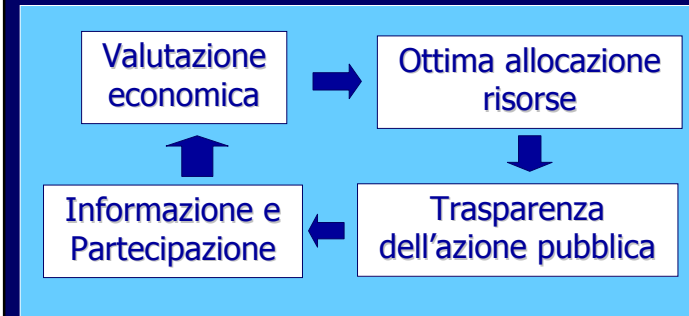 Valutazione
economica
Ottima allocazione
risorse
Informazione e
Partecipazione
Trasparenza
dell'azione pubblica